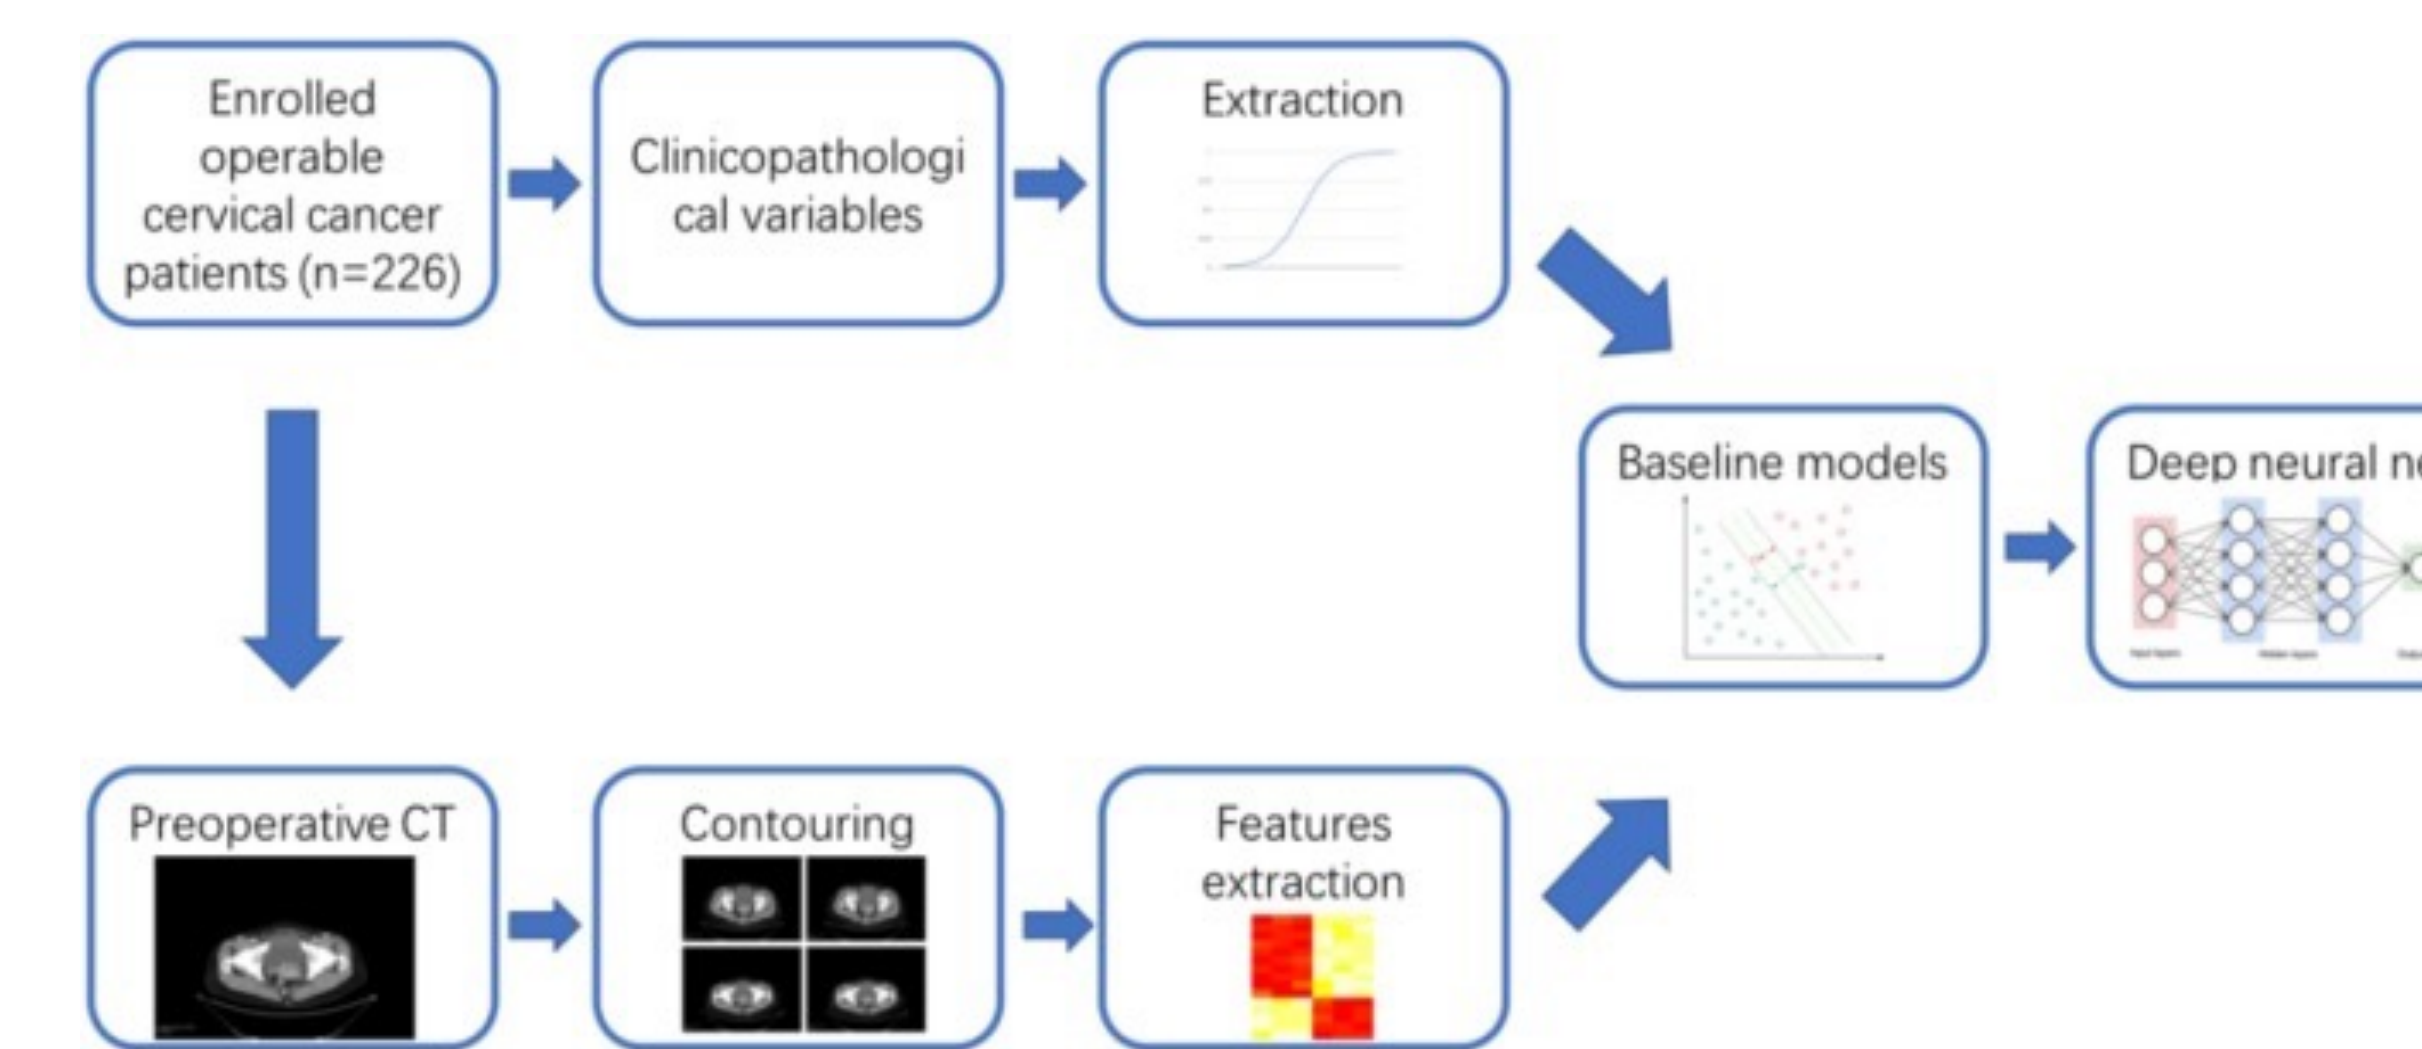 Enrolled
operable
cervical cancer
patients (n=226)
Clinicopathologi
cal variables
Extraction
Baseline models
Deep neural ne
Preoperative CT
Contouring
Features
extraction